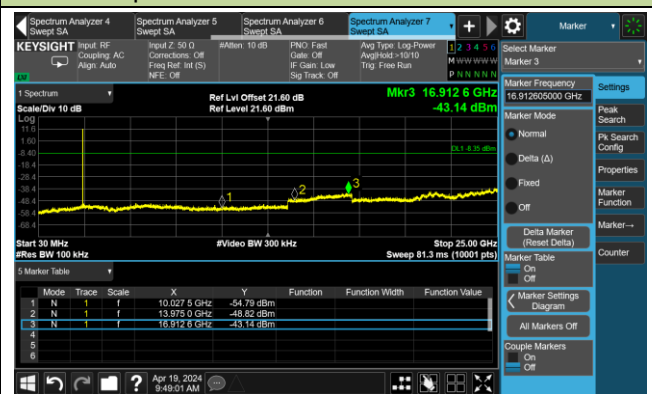 Spectrum Analyzer 4
Swept SA
Spectrum Analyzer 5
Swept SA
Spectrum Analyzer 6
Swept SA
Spectrum Analyzer 7
Swept SA
Marker
KEYSIGHT
Input: RF
Coupling: AC
Align: Auto
Input Z: 50 Ω
Corrections: Off
Freq Ref: Int (S)
NFE: Off
#Atten: 10 dB
PNO: Fast
Gate: Off
IF Gain: Low
Sig Track: Off
Avg Type: Log-Power
Avg|Hold:>10/10
Trig: Free Run
1 2 3 4 5 6
M W W W W W
P N N N N N
LXI
Select Marker
Marker 3
1 Spectrum
Scale/Div 10 dB
Ref Lvl Offset 21.60 dB
Ref Level 21.60 dBm
Mkr3 16.912 6 GHz
-43.14 dBm
Log
11.6
1.60
-8.40
-18.4
-28.4
-38.4
-48.4
-58.4
-68.4
DL1 -8.35 dBm
1
2
3
Start 30 MHz
#Res BW 100 kHz
#Video BW 300 kHz
Stop 25.00 GHz
Sweep 81.3 ms (10001 pts)
5 Marker Table
Mode Trace Scale X Y Function Function Width Function Value
1 N 1 f 10.027 5 GHz -54.79 dBm
2 N 1 f 13.975 0 GHz -48.82 dBm
3 N 1 f 16.912 6 GHz -43.14 dBm
4
5
6
Marker Frequency
16.912605000 GHz
Marker Mode
Normal
Delta (Δ)
Fixed
Off
Delta Marker
(Reset Delta)
Marker Table
On
Off
Marker Settings
Diagram
All Markers Off
Couple Markers
On
Off
Settings
Peak
Search
Pk Search
Config
Properties
Marker
Function
Marker→
Counter
?
Apr 19, 2024
9:49:01 AM